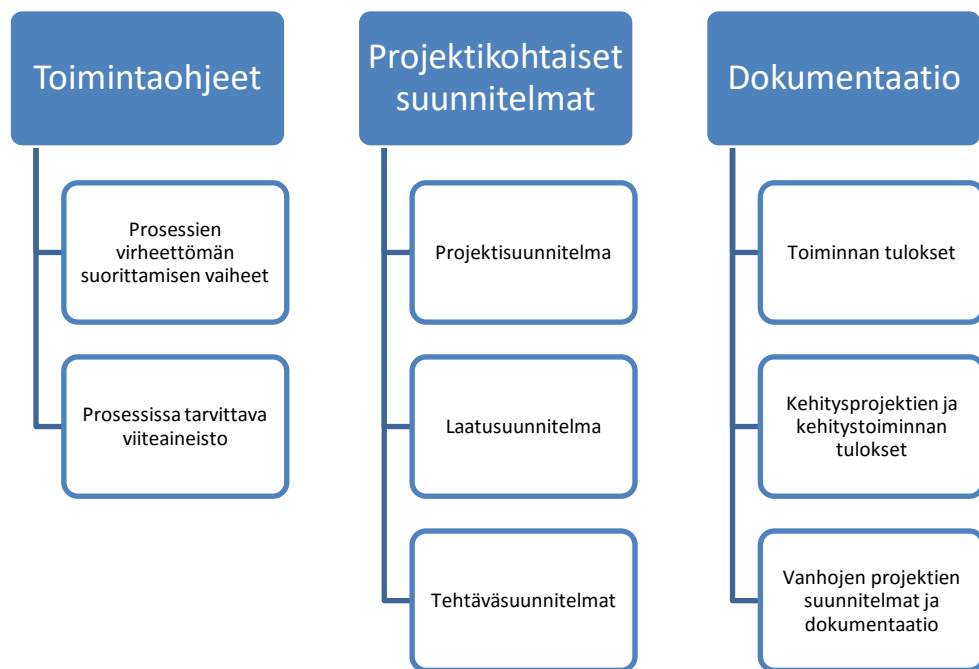 Toimintaohjeet
Prosessien
virheettömän
suorittamisen vaiheet
Prosessissa tarvittava
viiteaineisto
Projektikohtaiset
suunnitelmat
Projektisuunnitelma
Laatusuunnitelma
Tehtäväsuunnitelmat
Dokumentaatio
Toiminnan tulokset
Kehitysprojektien ja
kehitystoiminnan
tulokset
Vanhojen projektien
suunnitelmat ja
dokumentaatio